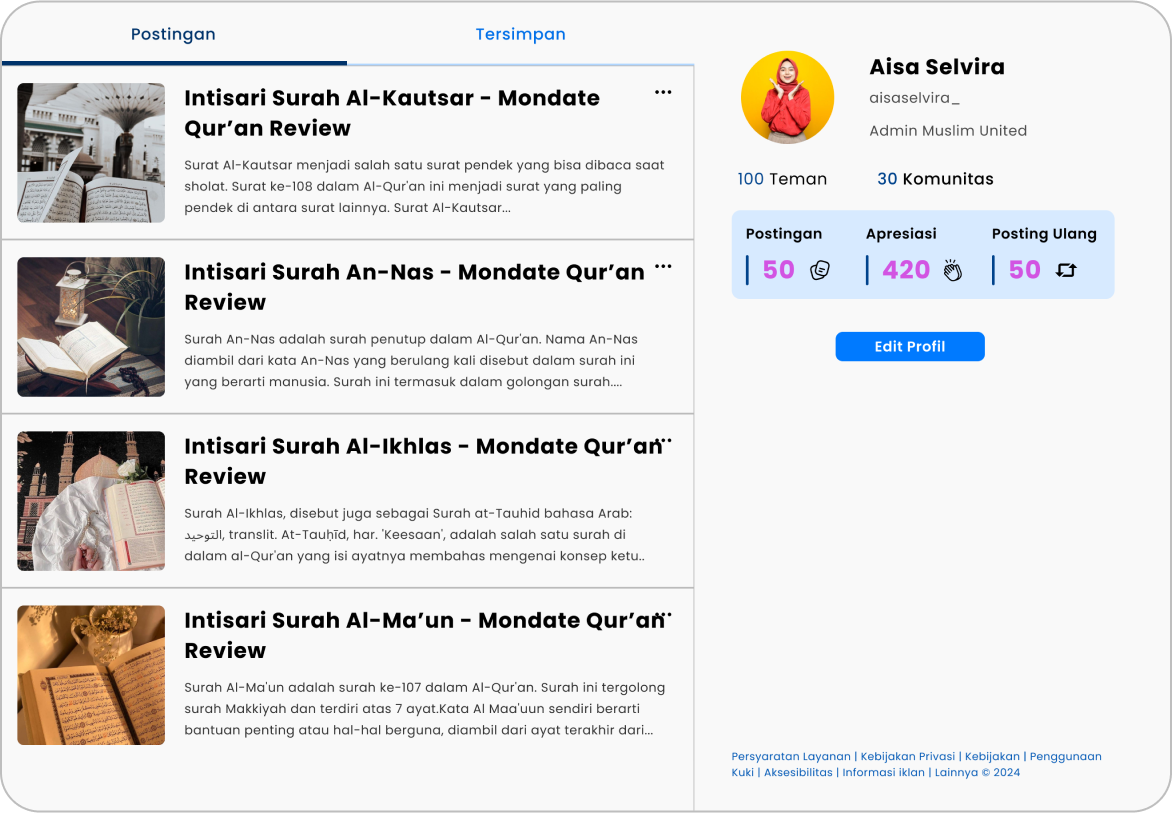 Postingan
Tersimpan
Intisari Surah Al-Kautsar - Mondate
Qur’an Review
...
Surat Al-Kautsar menjadi salah satu surat pendek yang bisa dibaca saat
sholat. Surat ke-108 dalam Al-Qur'an ini menjadi surat yang paling
pendek di antara surat lainnya. Surat Al-Kautsar...
Intisari Surah An-Nas - Mondate Qur’an
Review
...
Surah An-Nas adalah surah penutup dalam Al-Qur'an. Nama An-Nas
diambil dari kata An-Nas yang berulang kali disebut dalam surah ini
yang berarti manusia. Surah ini termasuk dalam golongan surah....
Intisari Surah Al-Ikhlas - Mondate Qur’an
Review
...
Surah Al-Ikhlas, disebut juga sebagai Surah at-Tauhid bahasa Arab:
التوحيد, translit. At-Tauḥīd, har. 'Keesaan', adalah salah satu surah di
dalam al-Qur'an yang isi ayatnya membahas mengenai konsep ketu..
Intisari Surah Al-Ma’un - Mondate Qur’an
Review
...
Surah Al-Ma'un adalah surah ke-107 dalam Al-Qur'an. Surah ini tergolong
surah Makkiyah dan terdiri atas 7 ayat.Kata Al Maa'uun sendiri berarti
bantuan penting atau hal-hal berguna, diambil dari ayat terakhir dari...
Aisa Selvira
aisaselvira_
Admin Muslim United
100 Teman
30 Komunitas
Postingan
Apresiasi
Posting Ulang
50
420
50
Edit Profil
Persyaratan Layanan | Kebijakan Privasi | Kebijakan | Penggunaan
Kuki | Aksesibilitas | Informasi iklan | Lainnya © 2024